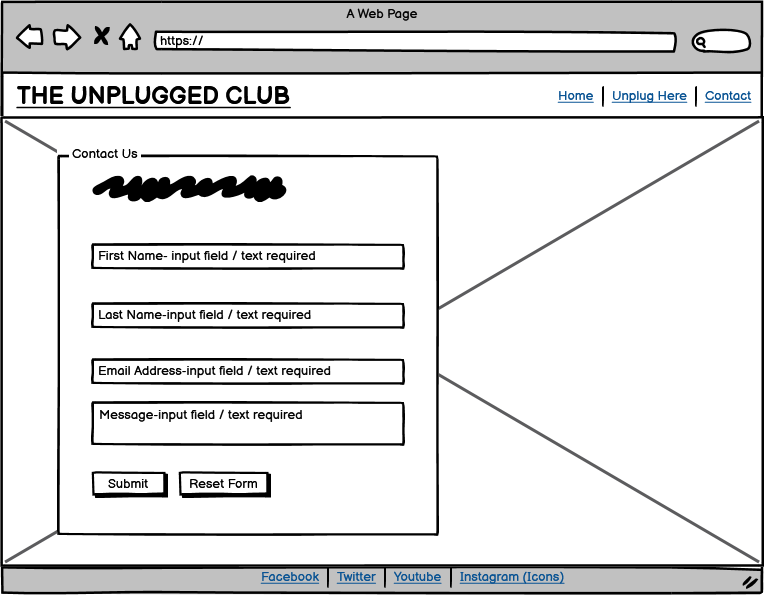 A Web Page
https://
THE UNPLUGGED CLUB
Home | Unplug Here | Contact
Contact Us
First Name- input field / text required
Last Name-input field / text required
Email Address-input field / text required
Message-input field / text required
Submit Reset Form
Facebook | Twitter | Youtube | Instagram (Icons)